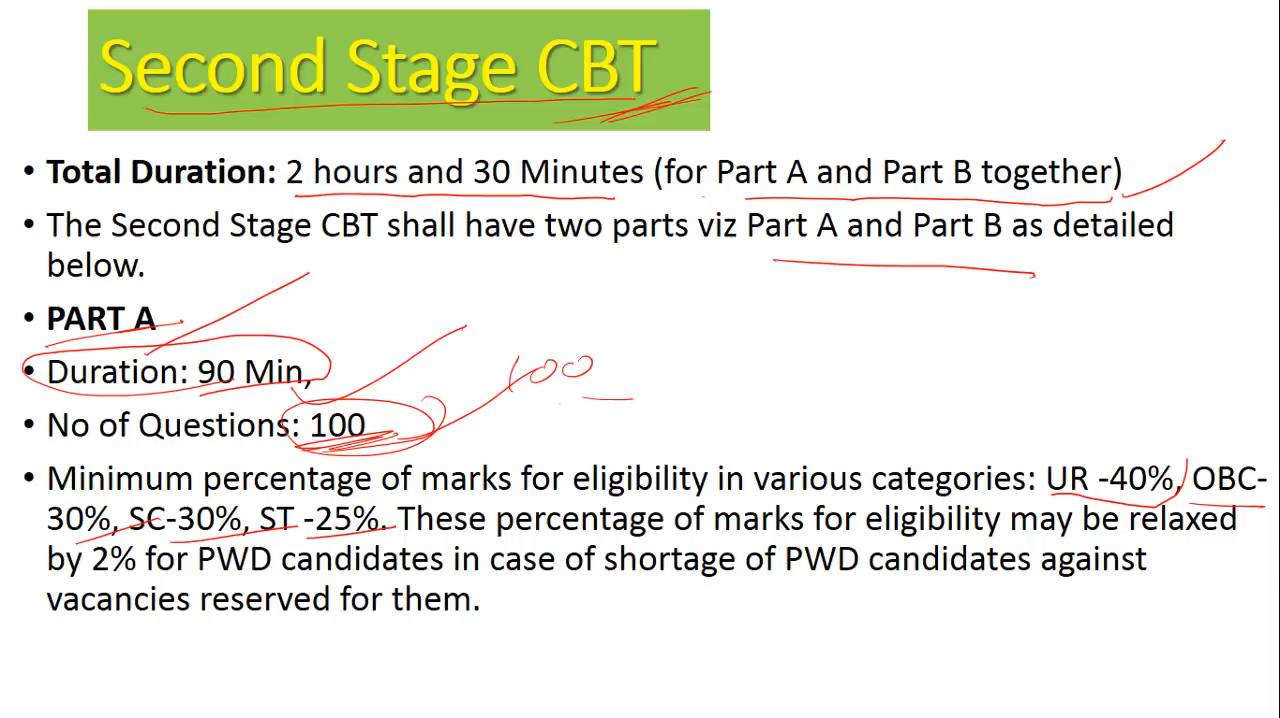 Second Stage CBT
• Total Duration: 2 hours and 30 Minutes (for Part A and Part B together)
• The Second Stage CBT shall have two parts viz Part A and Part B as detailed
below.
• PART A
• Duration: 90 Min,
100
• No of Questions: 100
• Minimum percentage of marks for eligibility in various categories: UR -40%, OBC-
30%, SC-30%, ST -25%. These percentage of marks for eligibility may be relaxed
by 2% for PWD candidates in case of shortage of PWD candidates against
vacancies reserved for them.